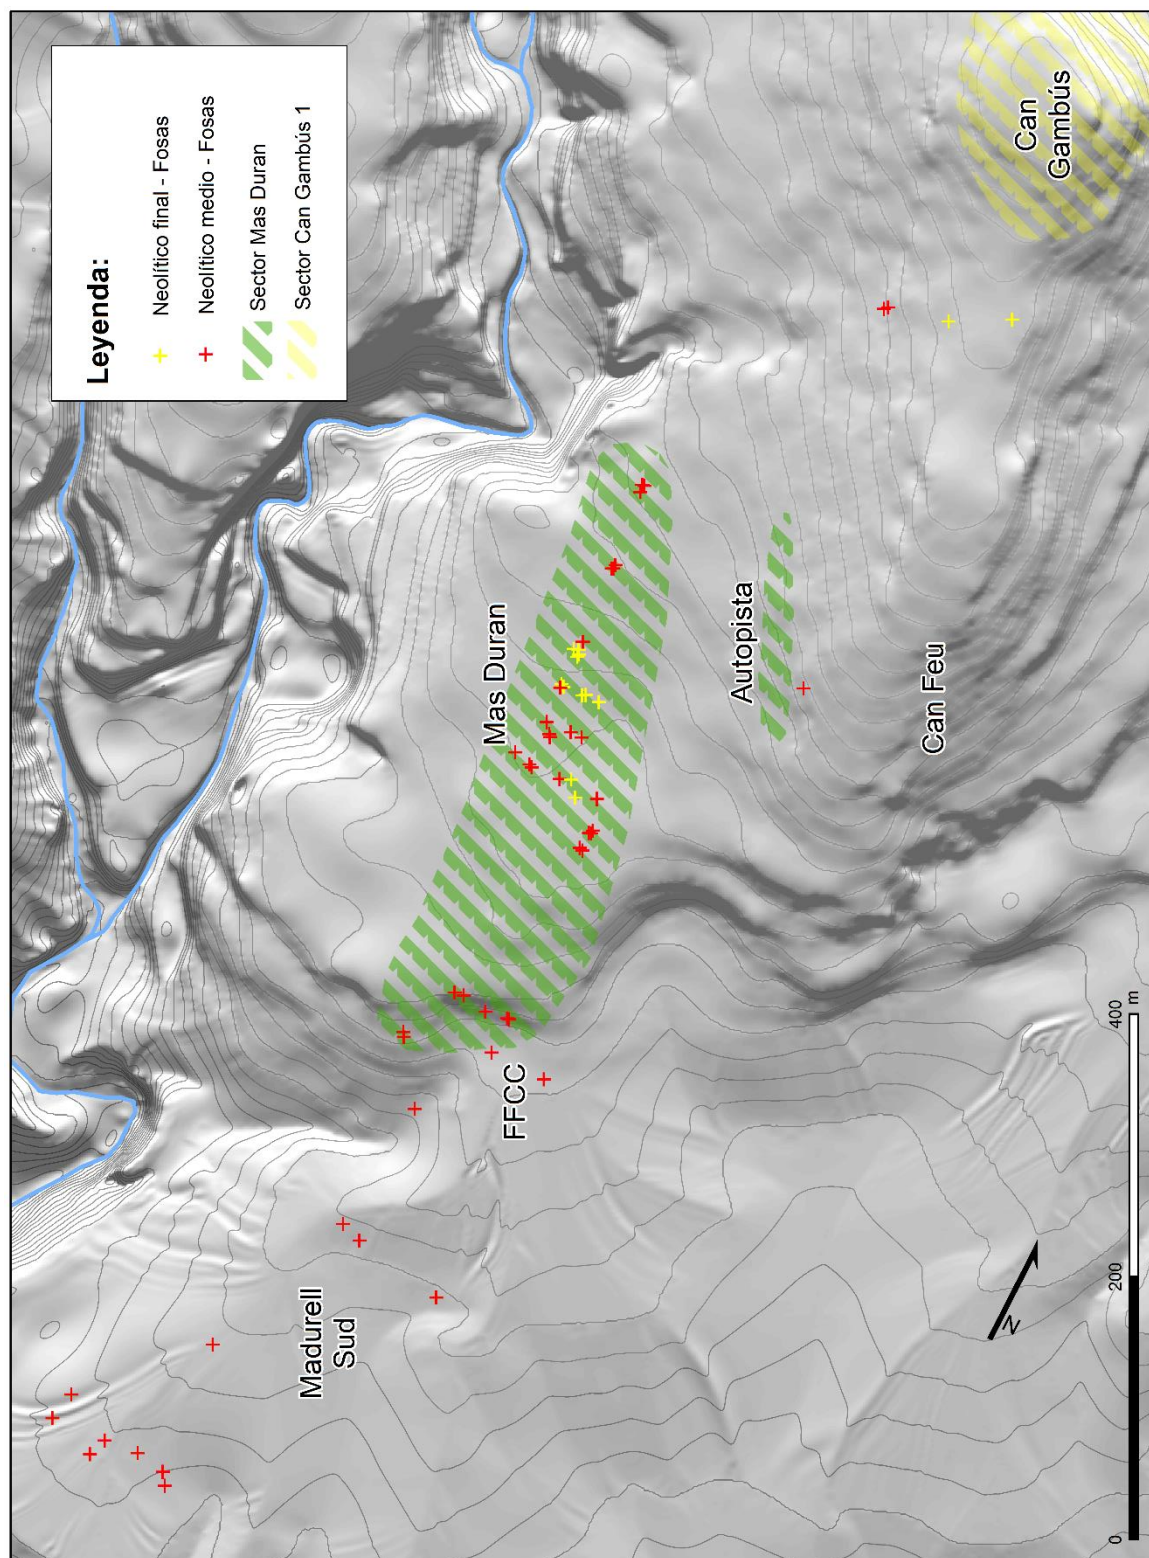 Leyenda:
Neolítico final - Fosas
Neolítico medio - Fosas
Sector Mas Duran
Sector Can Gambús 1
Can
Gambús
Mas Duran
Autopista
Can Feu
FFCC
Madurell
Sud
N
0
200
400
m